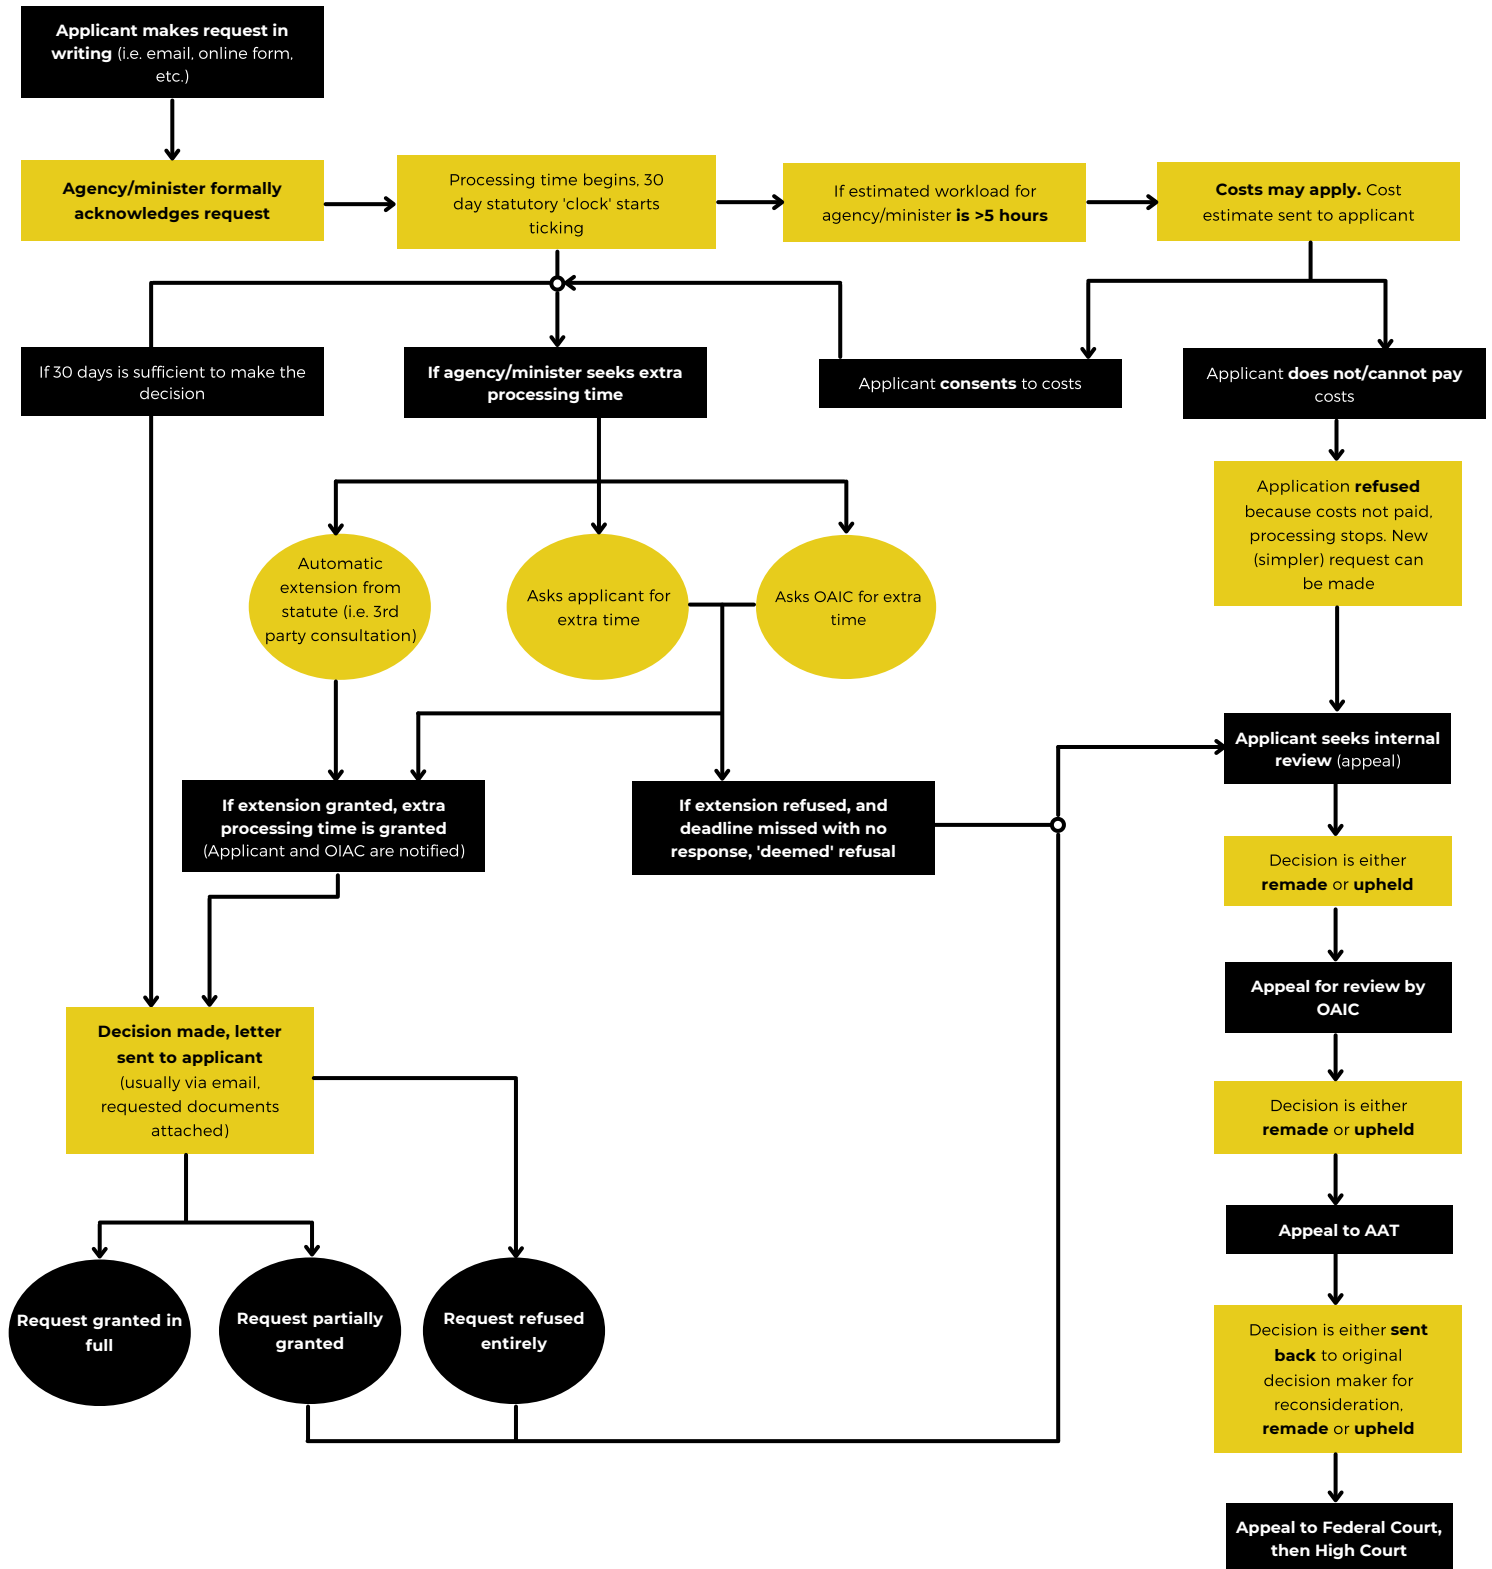 Applicant makes request in
writing (i.e. email, online form,
etc.)
Agency/minister formally
acknowledges request
Processing time begins, 30
day statutory 'clock' starts
ticking
If estimated workload for
agency/minister is >5 hours
Costs may apply. Cost
estimate sent to applicant
If 30 days is sufficient to make the
decision
If agency/minister seeks extra
processing time
Applicant consents to costs
Applicant does not/cannot pay
costs
Application refused
because costs not paid,
processing stops. New
(simpler) request can
be made
Automatic
extension from
statute (i.e. 3rd
party consultation)
Asks applicant for
extra time
Asks OAIC for extra
time
Applicant seeks internal
review (appeal)
If extension granted, extra
processing time is granted
(Applicant and OIAC are notified)
If extension refused, and
deadline missed with no
response, 'deemed' refusal
Decision is either
remade or upheld
Appeal for review by
OAIC
Decision made, letter
sent to applicant
(usually via email,
requested documents
attached)
Decision is either
remade or upheld
Appeal to AAT
Request granted in
full
Request partially
granted
Request refused
entirely
Decision is either sent
back to original
decision maker for
reconsideration,
remade or upheld
Appeal to Federal Court,
then High Court